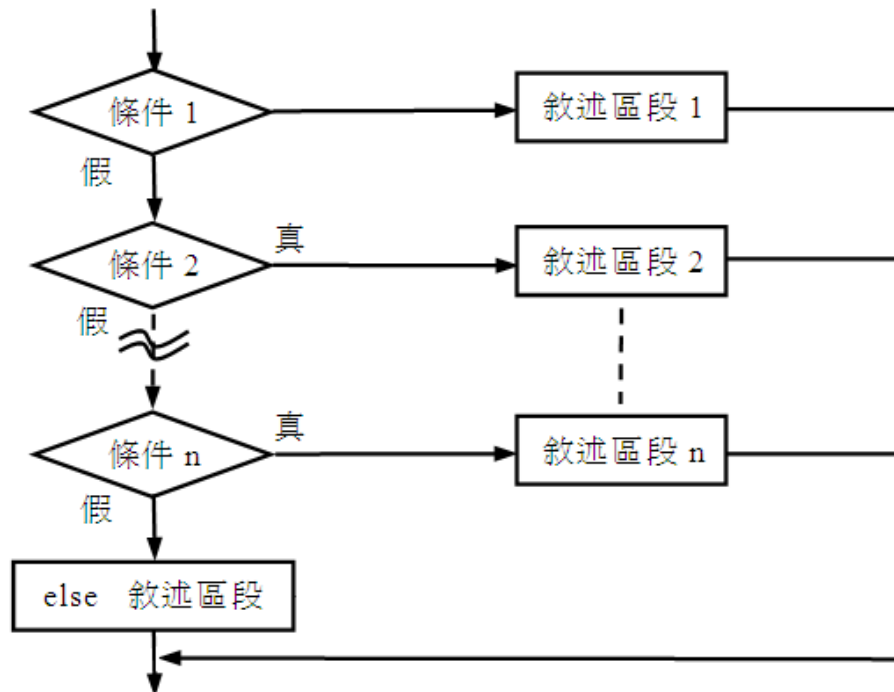 條件 1
敘述區段 1
假
真
條件 2
敘述區段 2
假
真
條件 n
敘述區段 n
假
else 敘述區段